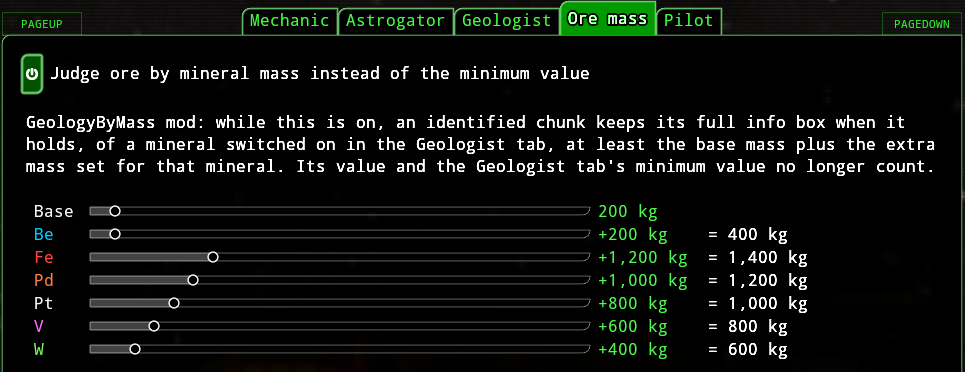 PAGEUP
Mechanic Astrogator Geologist Ore mass Pilot
PAGEDOWN
Judge ore by mineral mass instead of the minimum value
GeologyByMass mod: while this is on, an identified chunk keeps its full info box when it
holds, of a mineral switched on in the Geologist tab, at least the base mass plus the extra
mass set for that mineral. Its value and the Geologist tab's minimum value no longer count.
Base 200 kg
Be +200 kg = 400 kg
Fe +1,200 kg = 1,400 kg
Pd +1,000 kg = 1,200 kg
Pt +800 kg = 1,000 kg
V +600 kg = 800 kg
W +400 kg = 600 kg